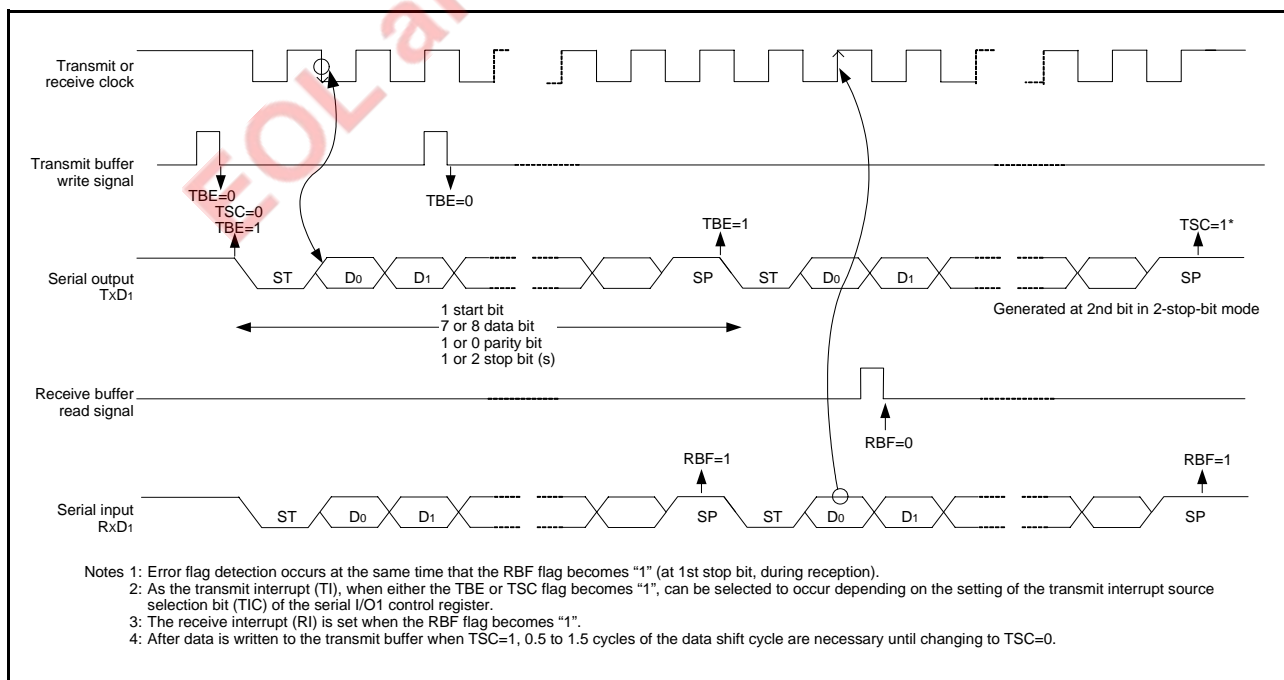 EOL an
Transmit or
receive clock
Transmit buffer
write signal
TBE=0
TSC=0
TBE=1
TBE=0
TBE=1
TSC=1*
Serial output
TxD1
ST D0 D1 SP ST D0 D1 SP
1 start bit
7 or 8 data bit
1 or 0 parity bit
1 or 2 stop bit (s)
Generated at 2nd bit in 2-stop-bit mode
Receive buffer
read signal
RBF=0
RBF=1
RBF=1
Serial input
RxD1
ST D0 D1 SP ST D0 D1 SP
Notes 1: Error flag detection occurs at the same time that the RBF flag becomes “1” (at 1st stop bit, during reception).
2: As the transmit interrupt (TI), when either the TBE or TSC flag becomes “1”, can be selected to occur depending on the setting of the transmit interrupt source
selection bit (TIC) of the serial I/O1 control register.
3: The receive interrupt (RI) is set when the RBF flag becomes “1”.
4: After data is written to the transmit buffer when TSC=1, 0.5 to 1.5 cycles of the data shift cycle are necessary until changing to TSC=0.